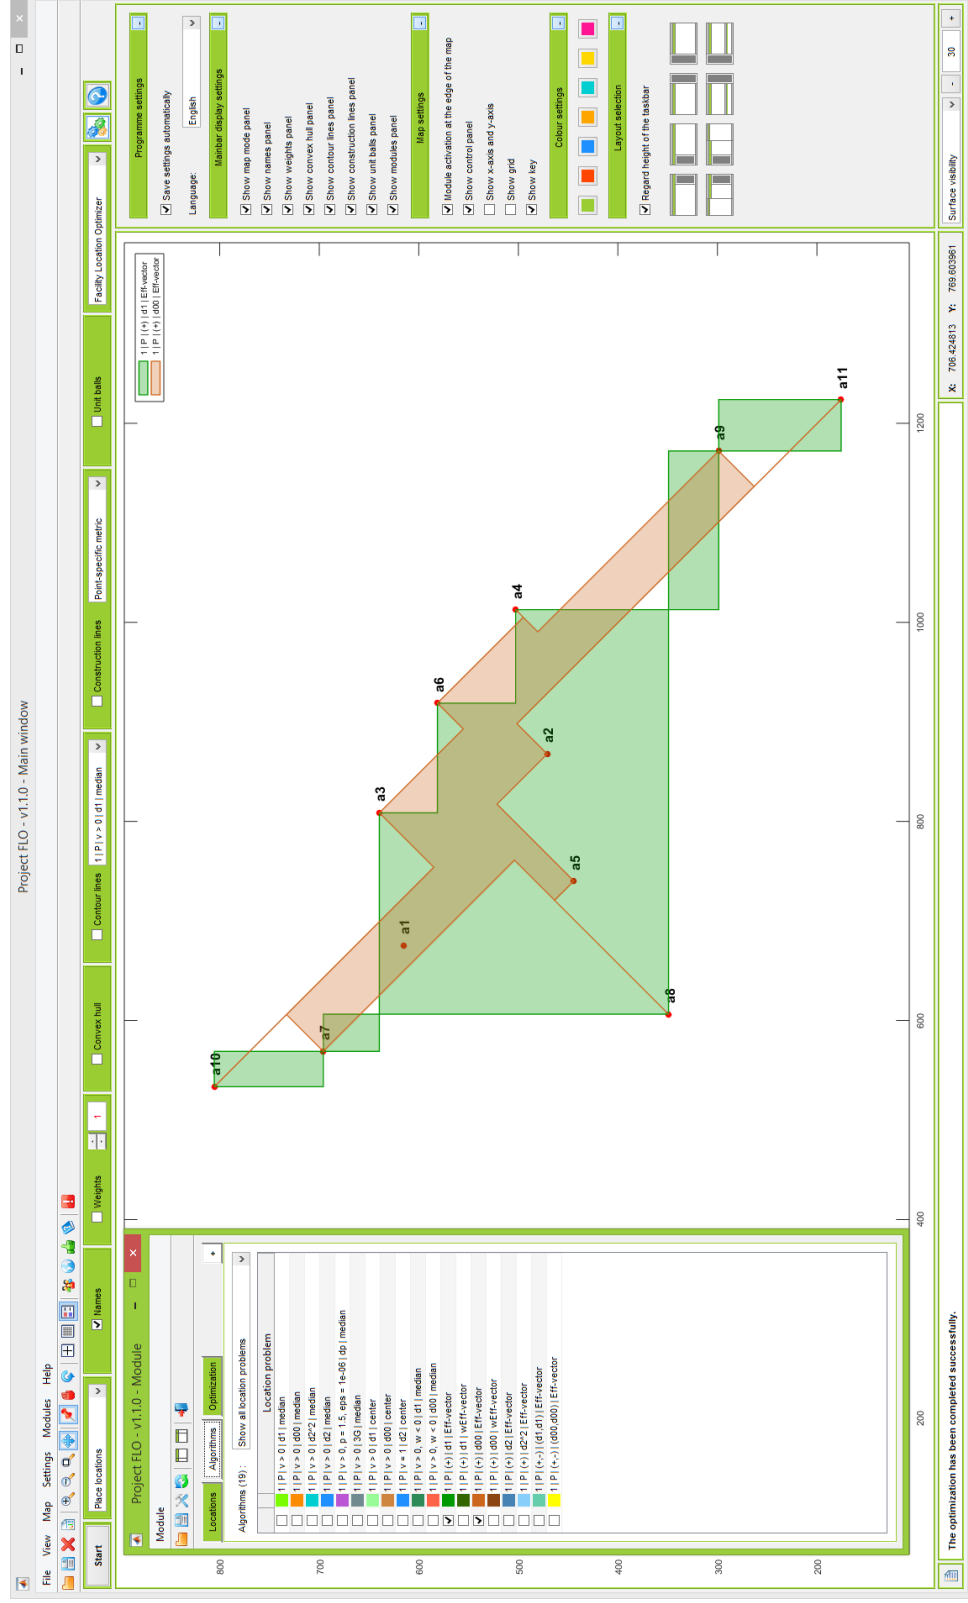 Project FLO - v1.1.0 - Main window
File View Map Settings Modules Help
Start
Place locations
Names
Weights
1
Convex hull
Contour lines
1 | P | v > 0 | d1 | median
Construction lines
Point-specific metric
Unit balls
Facility Location Optimizer
Project FLO - v1.1.0 - Module
Module
Locations
Algorithms
Optimization
+
Algorithms (19) :
Show all location problems
Location problem
1 | P | v > 0 | d1 | median
1 | P | v > 0 | d00 | median
1 | P | v > 0 | d2^2 | median
1 | P | v > 0 | d2 | median
1 | P | v > 0, p = 1.5, eps = 1e-06 | dp | median
1 | P | v > 0 | 3G | median
1 | P | v > 0 | d1 | center
1 | P | v > 0 | d00 | center
1 | P | v = 1 | d2 | center
1 | P | v > 0, w < 0 | d1 | median
1 | P | v > 0, w < 0 | d00 | median
1 | P | (+) | d1 | Eff-vector
1 | P | (+) | d1 | wEff-vector
1 | P | (+) | d00 | Eff-vector
1 | P | (+) | d00 | wEff-vector
1 | P | (+) | d2 | Eff-vector
1 | P | (+) | d2^2 | Eff-vector
1 | P | (+,-) | (d1,d1) | Eff-vector
1 | P | (+,-) | (d00,d00) | Eff-vector
1 | P | (+) | d1 | Eff-vector
1 | P | (+) | d00 | Eff-vector
800
700
600
500
400
300
200
200
400
600
800
1000
1200
a10
a7
a3
a1
a6
a4
a2
a5
a8
a9
a11
Programme settings
-
Save settings automatically
Language:
English
Mainbar display settings
-
Show map mode panel
Show names panel
Show weights panel
Show convex hull panel
Show contour lines panel
Show construction lines panel
Show unit balls panel
Show modules panel
Map settings
-
Module activation at the edge of the map
Show control panel
Show x-axis and y-axis
Show grid
Show key
Colour settings
-
Layout selection
-
Regard height of the taskbar
The optimization has been completed successfully.
X: 706.424813 Y: 769.603961
Surface visibility
-
30
+